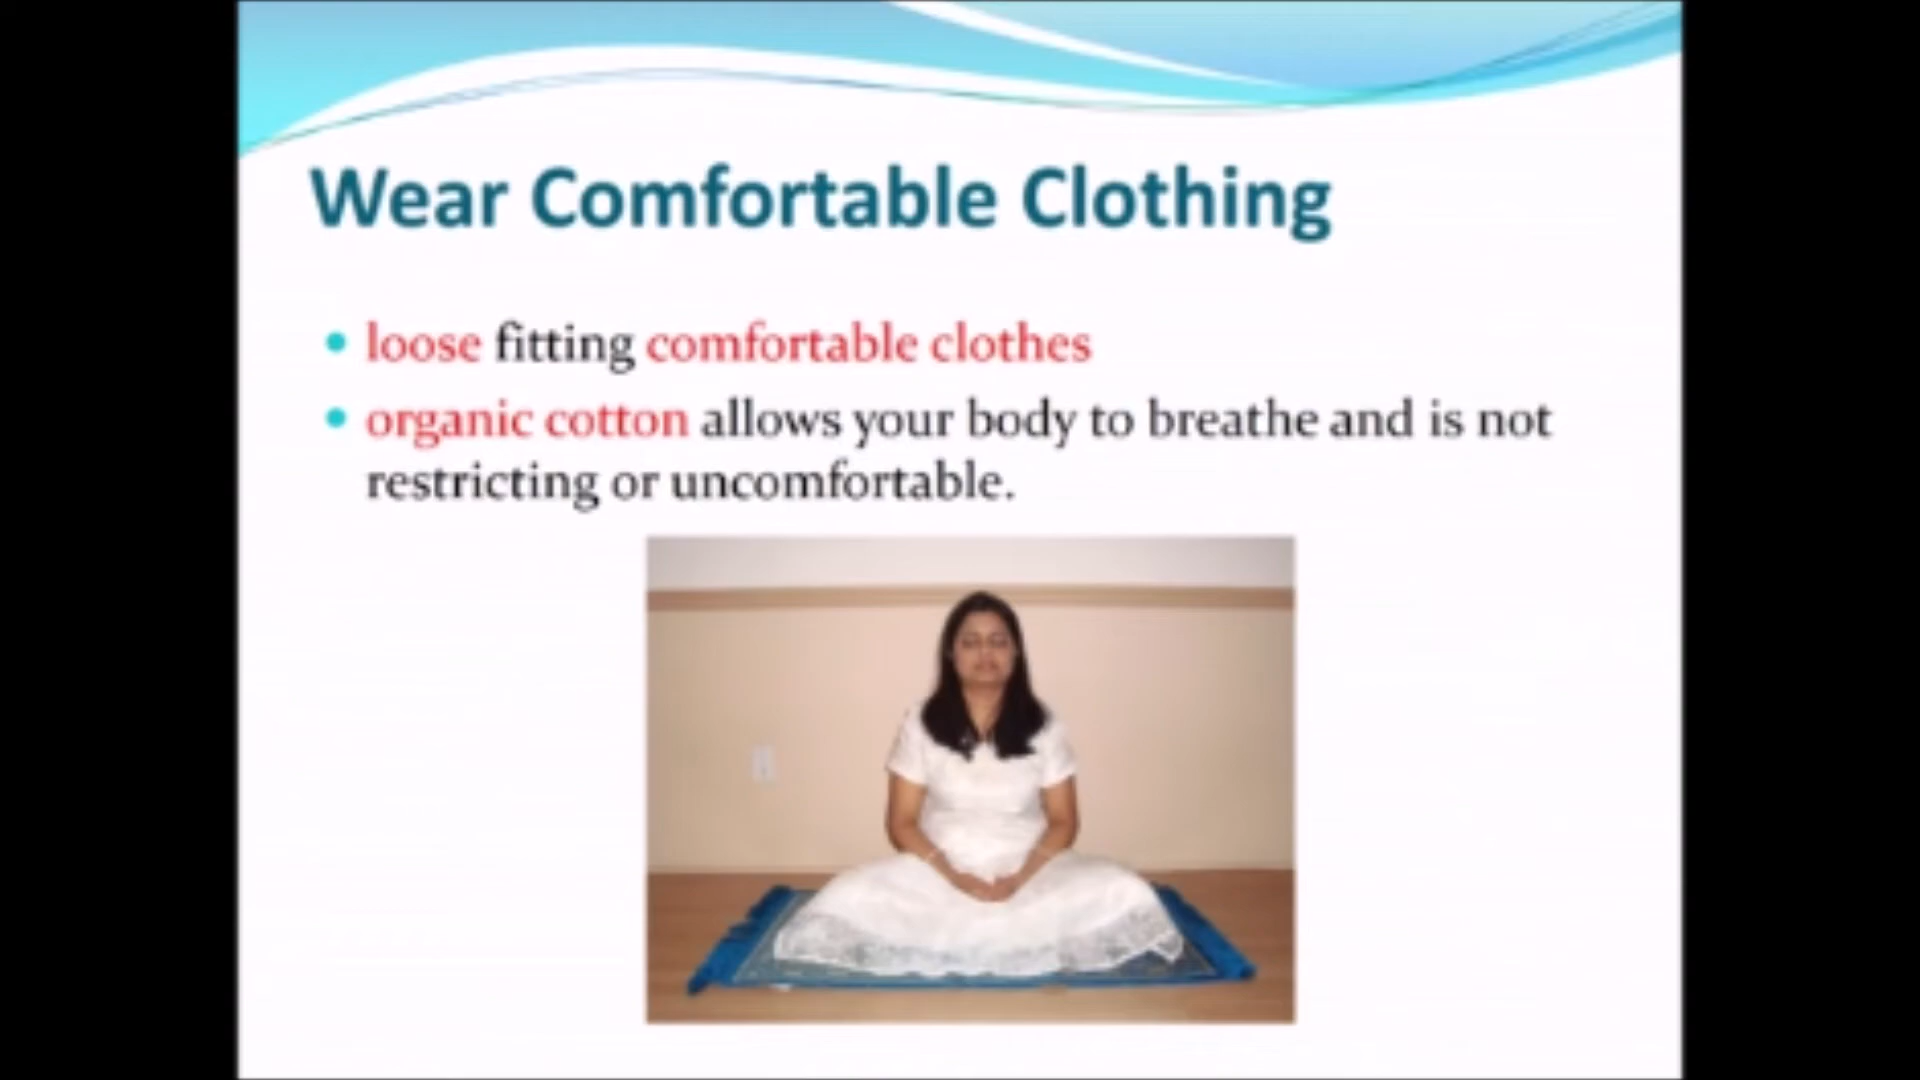 Wear Comfortable Clothing
loose fitting comfortable clothes
organic cotton allows your body to breathe and is not
restricting or uncomfortable.